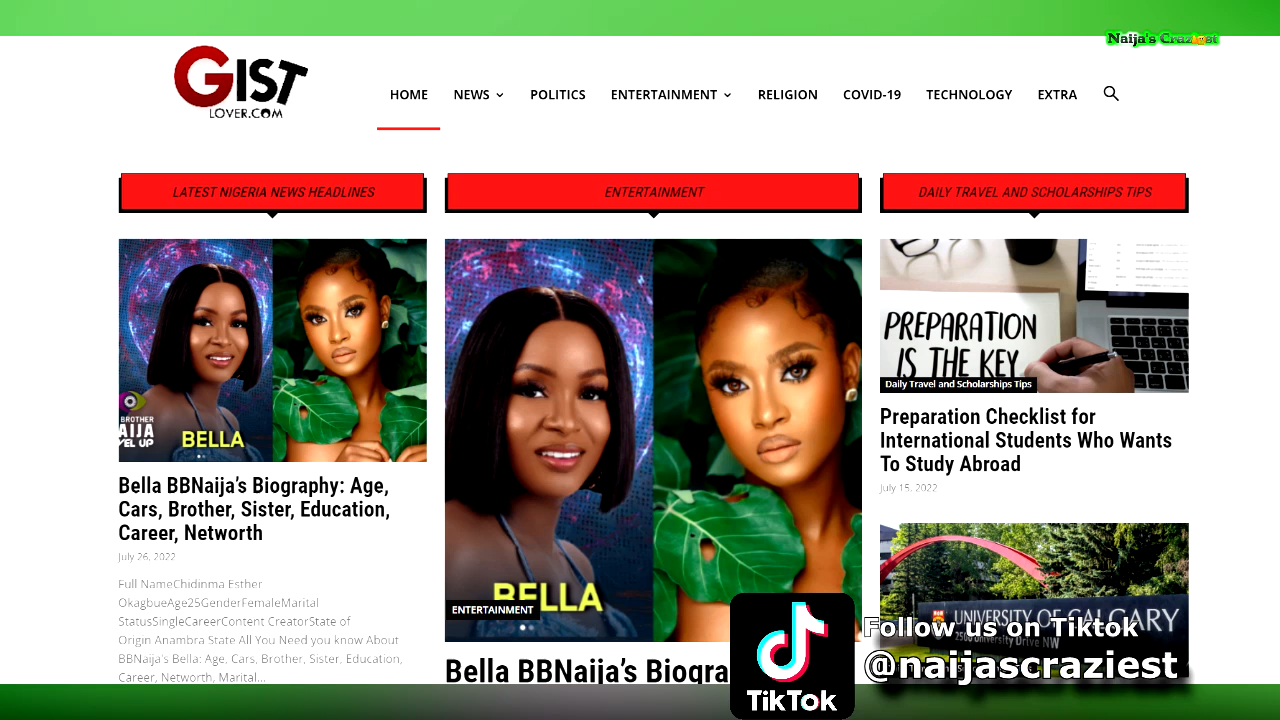 Naija's Craziest
GIST
LOVER.COM
HOME NEWS POLITICS ENTERTAINMENT RELIGION COVID-19 TECHNOLOGY EXTRA
LATEST NIGERIA NEWS HEADLINES
BROTHER
AIJA
BELLA
Bella BBNaija’s Biography: Age,
Cars, Brother, Sister, Education,
Career, Networth
July 26, 2022
Full NameChidinma Esther
OkagbueAge25GenderFemaleMarital
StatusSingleCareerContent CreatorState of
Origin Anambra State All You Need you know About
BBNaija's Bella: Age, Cars, Brother, Sister, Education,
Career, Networth, Marital...
ENTERTAINMENT
BELLA
ENTERTAINMENT
Bella BBNaija’s Biogra
DAILY TRAVEL AND SCHOLARSHIPS TIPS
PREPARATION
IS THE KEY
Daily Travel and Scholarships Tips
Preparation Checklist for
International Students Who Wants
To Study Abroad
July 15, 2022
UNIVERSITY OF CALGARY
2500 University Drive NW
TikTok
Follow us on Tiktok
@naijascraziest